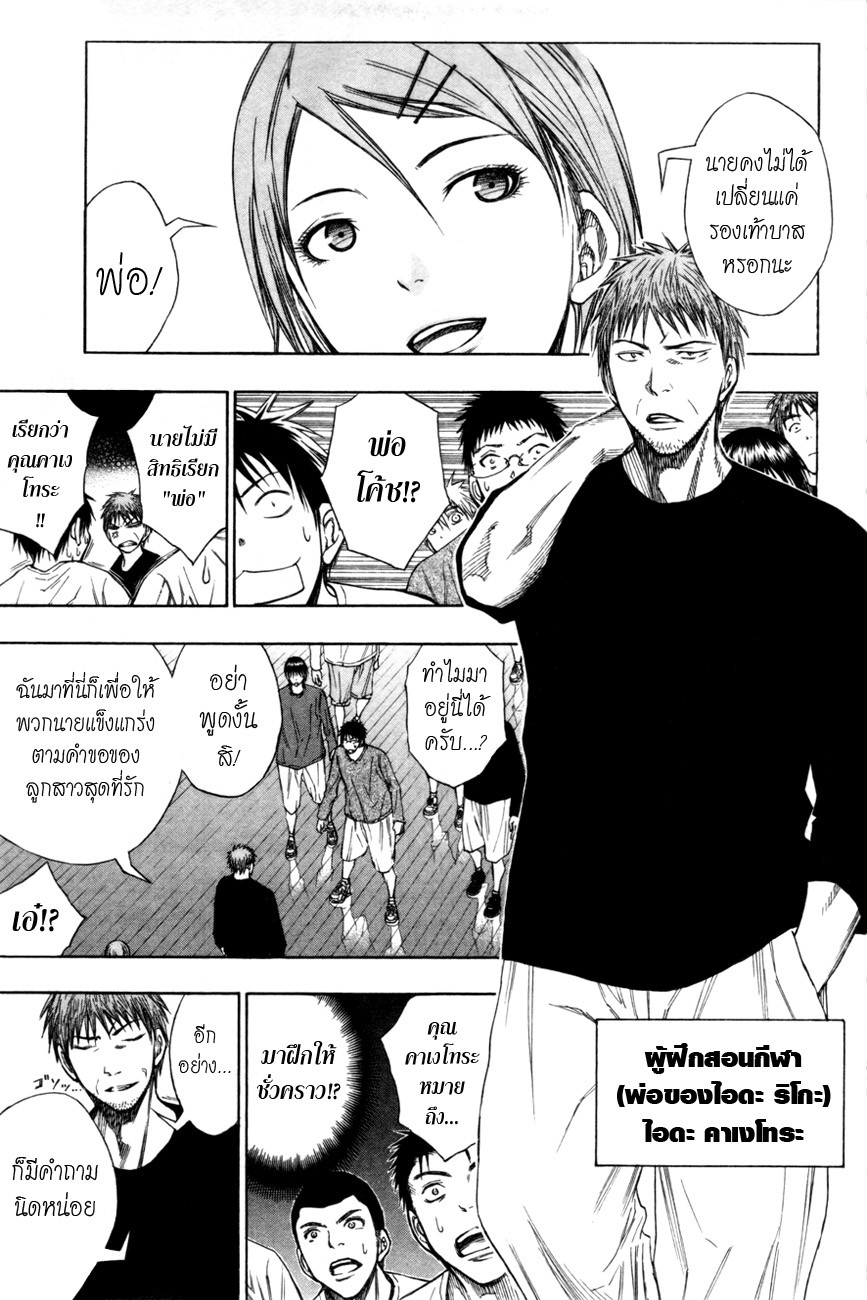 นายคงไม่ได้
เปลี่ยนแค่
รองเท้าบาส
หรอกนะ
พ่อ!
พ่อ
โค้ช!?
นายไม่มี
สิทธิเรียก
"พ่อ"
เรียกว่า
คุณคาเง
โทระ
!!
ทำไมมา
อยู่นี่ได้
ครับ...?
อย่า
พูดงั้น
สิ!
ฉันมาที่นี่ก็เพื่อให้
พวกนายแข็งแกร่ง
ตามคำขอของ
ลูกสาวสุดที่รัก
เอ๋!?
ผู้ฝึกสอนกีฬา
(พ่อของไอดะ ริโกะ)
ไอดะ คาเงโทระ
คุณ
คาเงโทระ
หมาย
ถึง...
มาฝึกให้
ชั่วคราว!?
อีก
อย่าง...
ゴソッ...
ก็มีคำถาม
นิดหน่อย